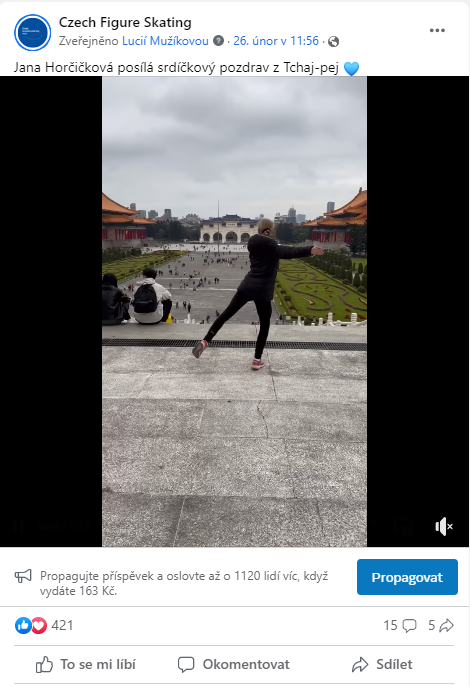 Czech Figure Skating
Zveřejněno Lucií Mužíkovou · 26. únor v 11:56 ·
Jana Horčičková posílá srdíčkový pozdrav z Tchaj-pej 💙
Propagujte příspěvek a oslovte až o 1120 lidí víc, když
vydáte 163 Kč.
Propagovat
421
15
5
To se mi líbí
Okomentovat
Sdílet